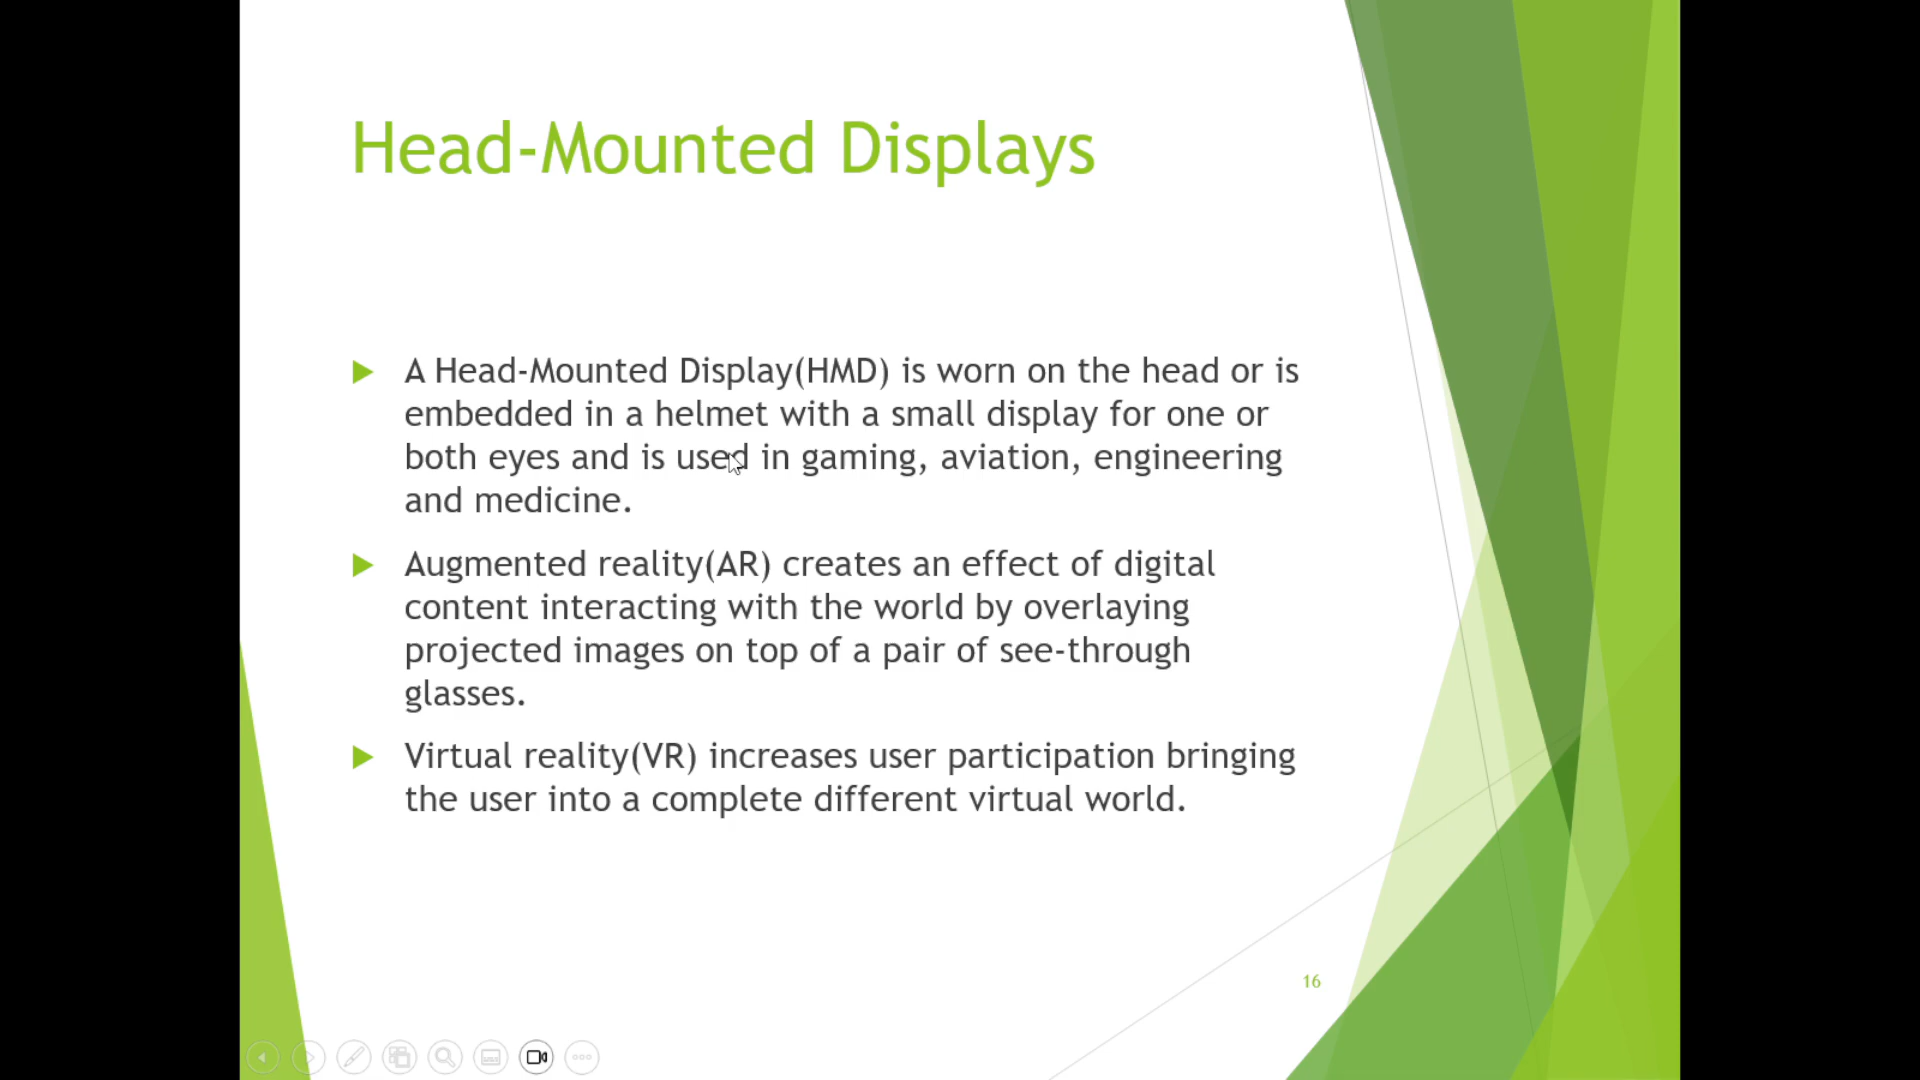 Head-Mounted Displays
A Head-Mounted Display(HMD) is worn on the head or is
embedded in a helmet with a small display for one or
both eyes and is used in gaming, aviation, engineering
and medicine.
Augmented reality(AR) creates an effect of digital
content interacting with the world by overlaying
projected images on top of a pair of see-through
glasses.
Virtual reality(VR) increases user participation bringing
the user into a complete different virtual world.
16